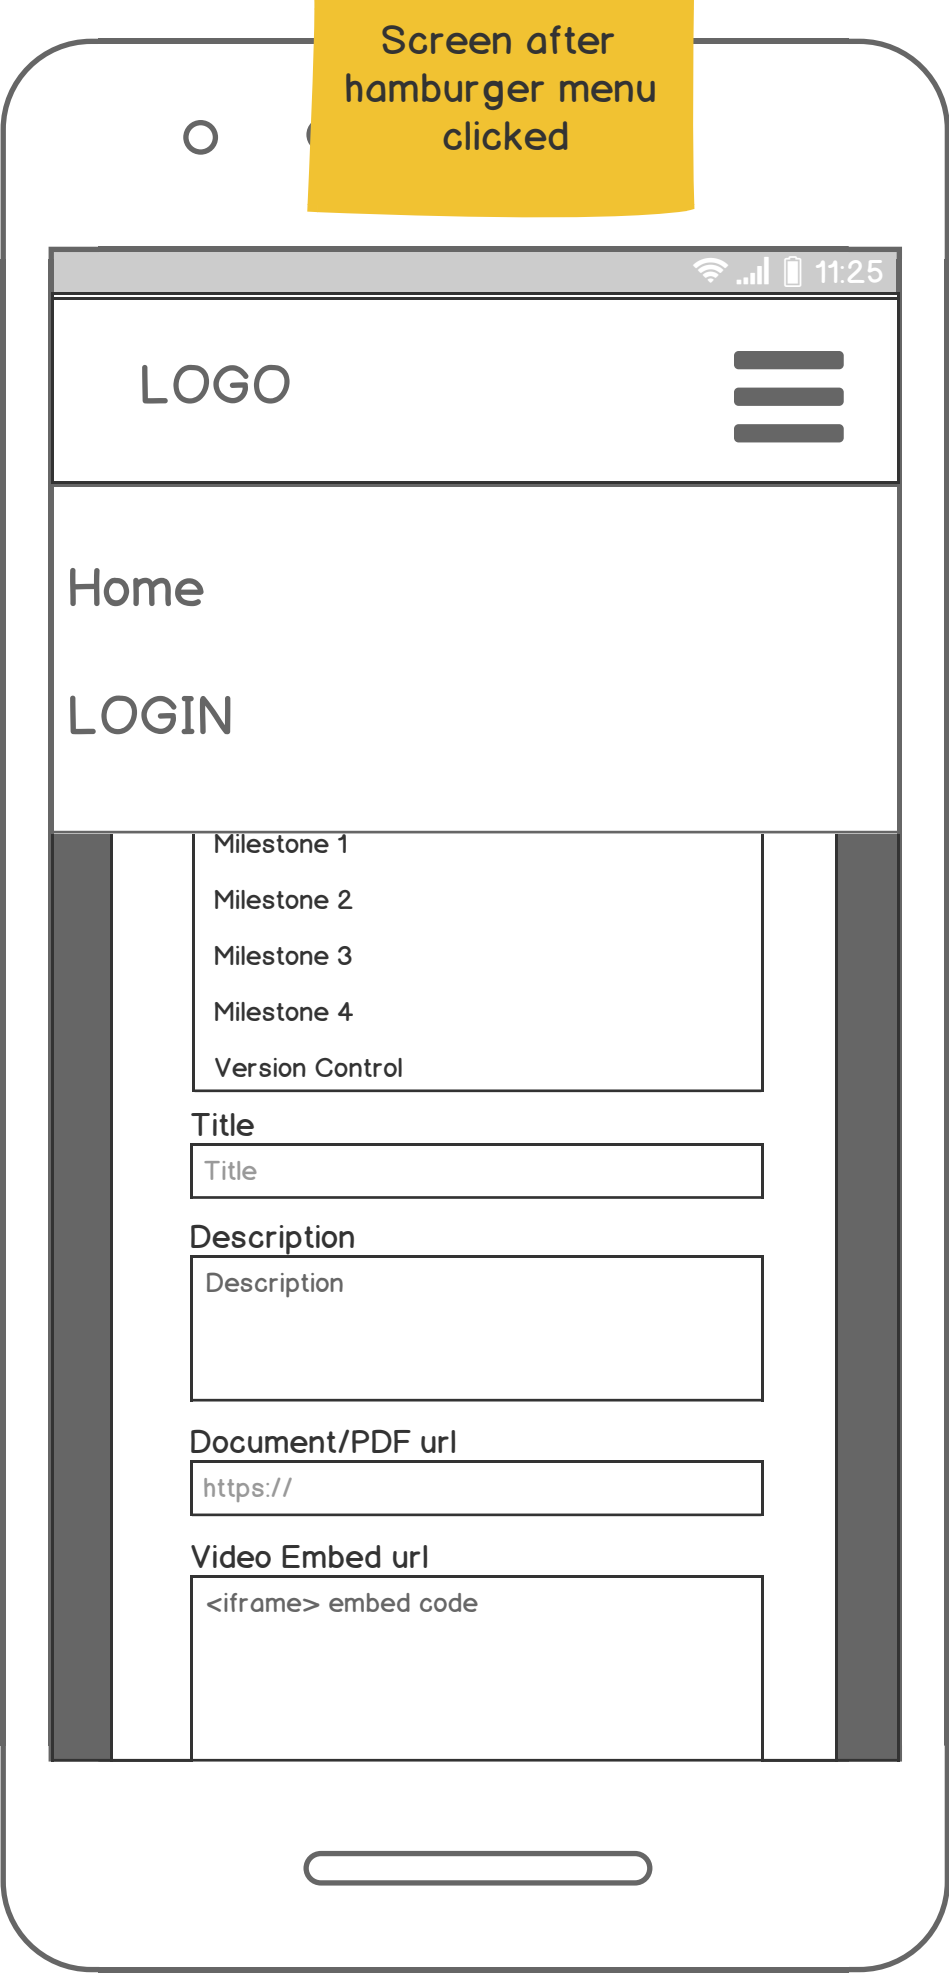 Screen after
hamburger menu
clicked
11:25
LOGO
Home
LOGIN
Milestone 1
Milestone 2
Milestone 3
Milestone 4
Version Control
Title
Title
Description
Description
Document/PDF url
https://
Video Embed url
<iframe> embed code